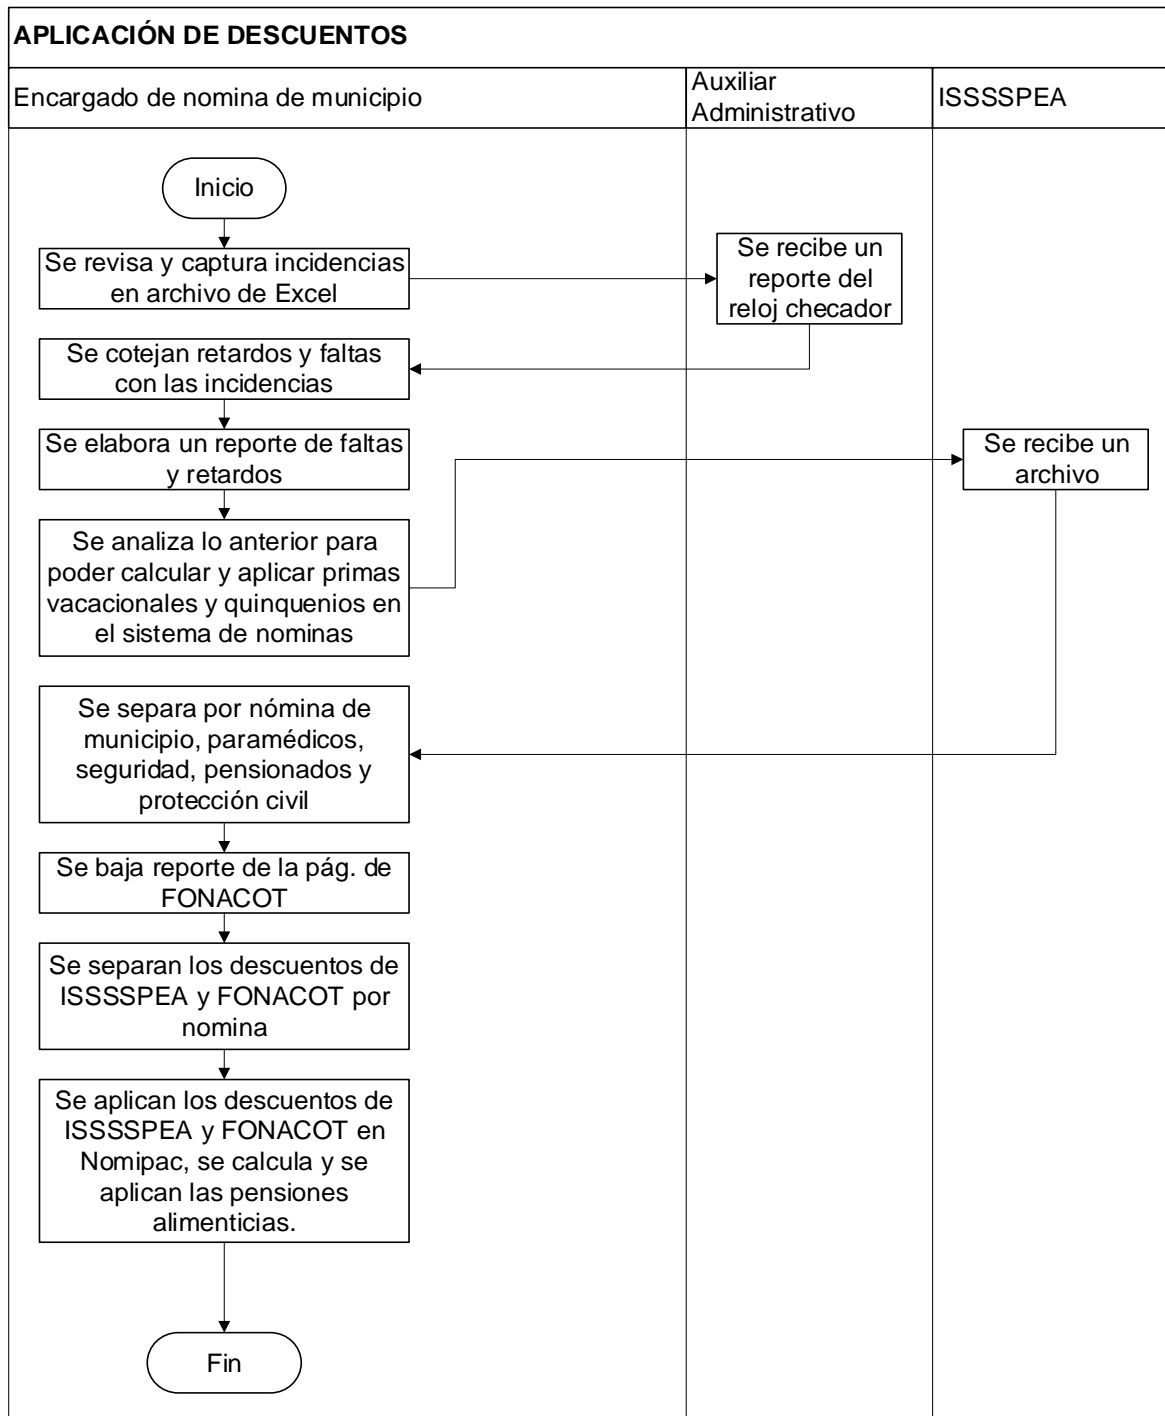 APLICACIÓN DE DESCUENTOS
Encargado de nomina de municipio
Auxiliar
Administrativo
ISSSSPEA
Inicio
Se revisa y captura incidencias
en archivo de Excel
Se recibe un
reporte del
reloj checador
Se cotejan retardos y faltas
con las incidencias
Se elabora un reporte de faltas
y retardos
Se recibe un
archivo
Se analiza lo anterior para
poder calcular y aplicar primas
vacacionales y quinquenios en
el sistema de nominas
Se separa por nómina de
municipio, paramédicos,
seguridad, pensionados y
protección civil
Se baja reporte de la pág. de
FONACOT
Se separan los descuentos de
ISSSSPEA y FONACOT por
nomina
Se aplican los descuentos de
ISSSSPEA y FONACOT en
Nomipac, se calcula y se
aplican las pensiones
alimenticias.
Fin